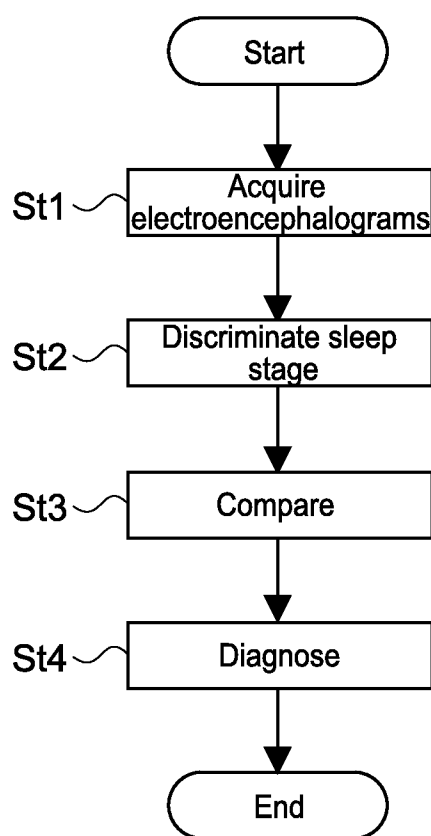 Start
St1
Acquire
electroencephalograms
St2
Discriminate sleep
stage
St3
Compare
St4
Diagnose
End